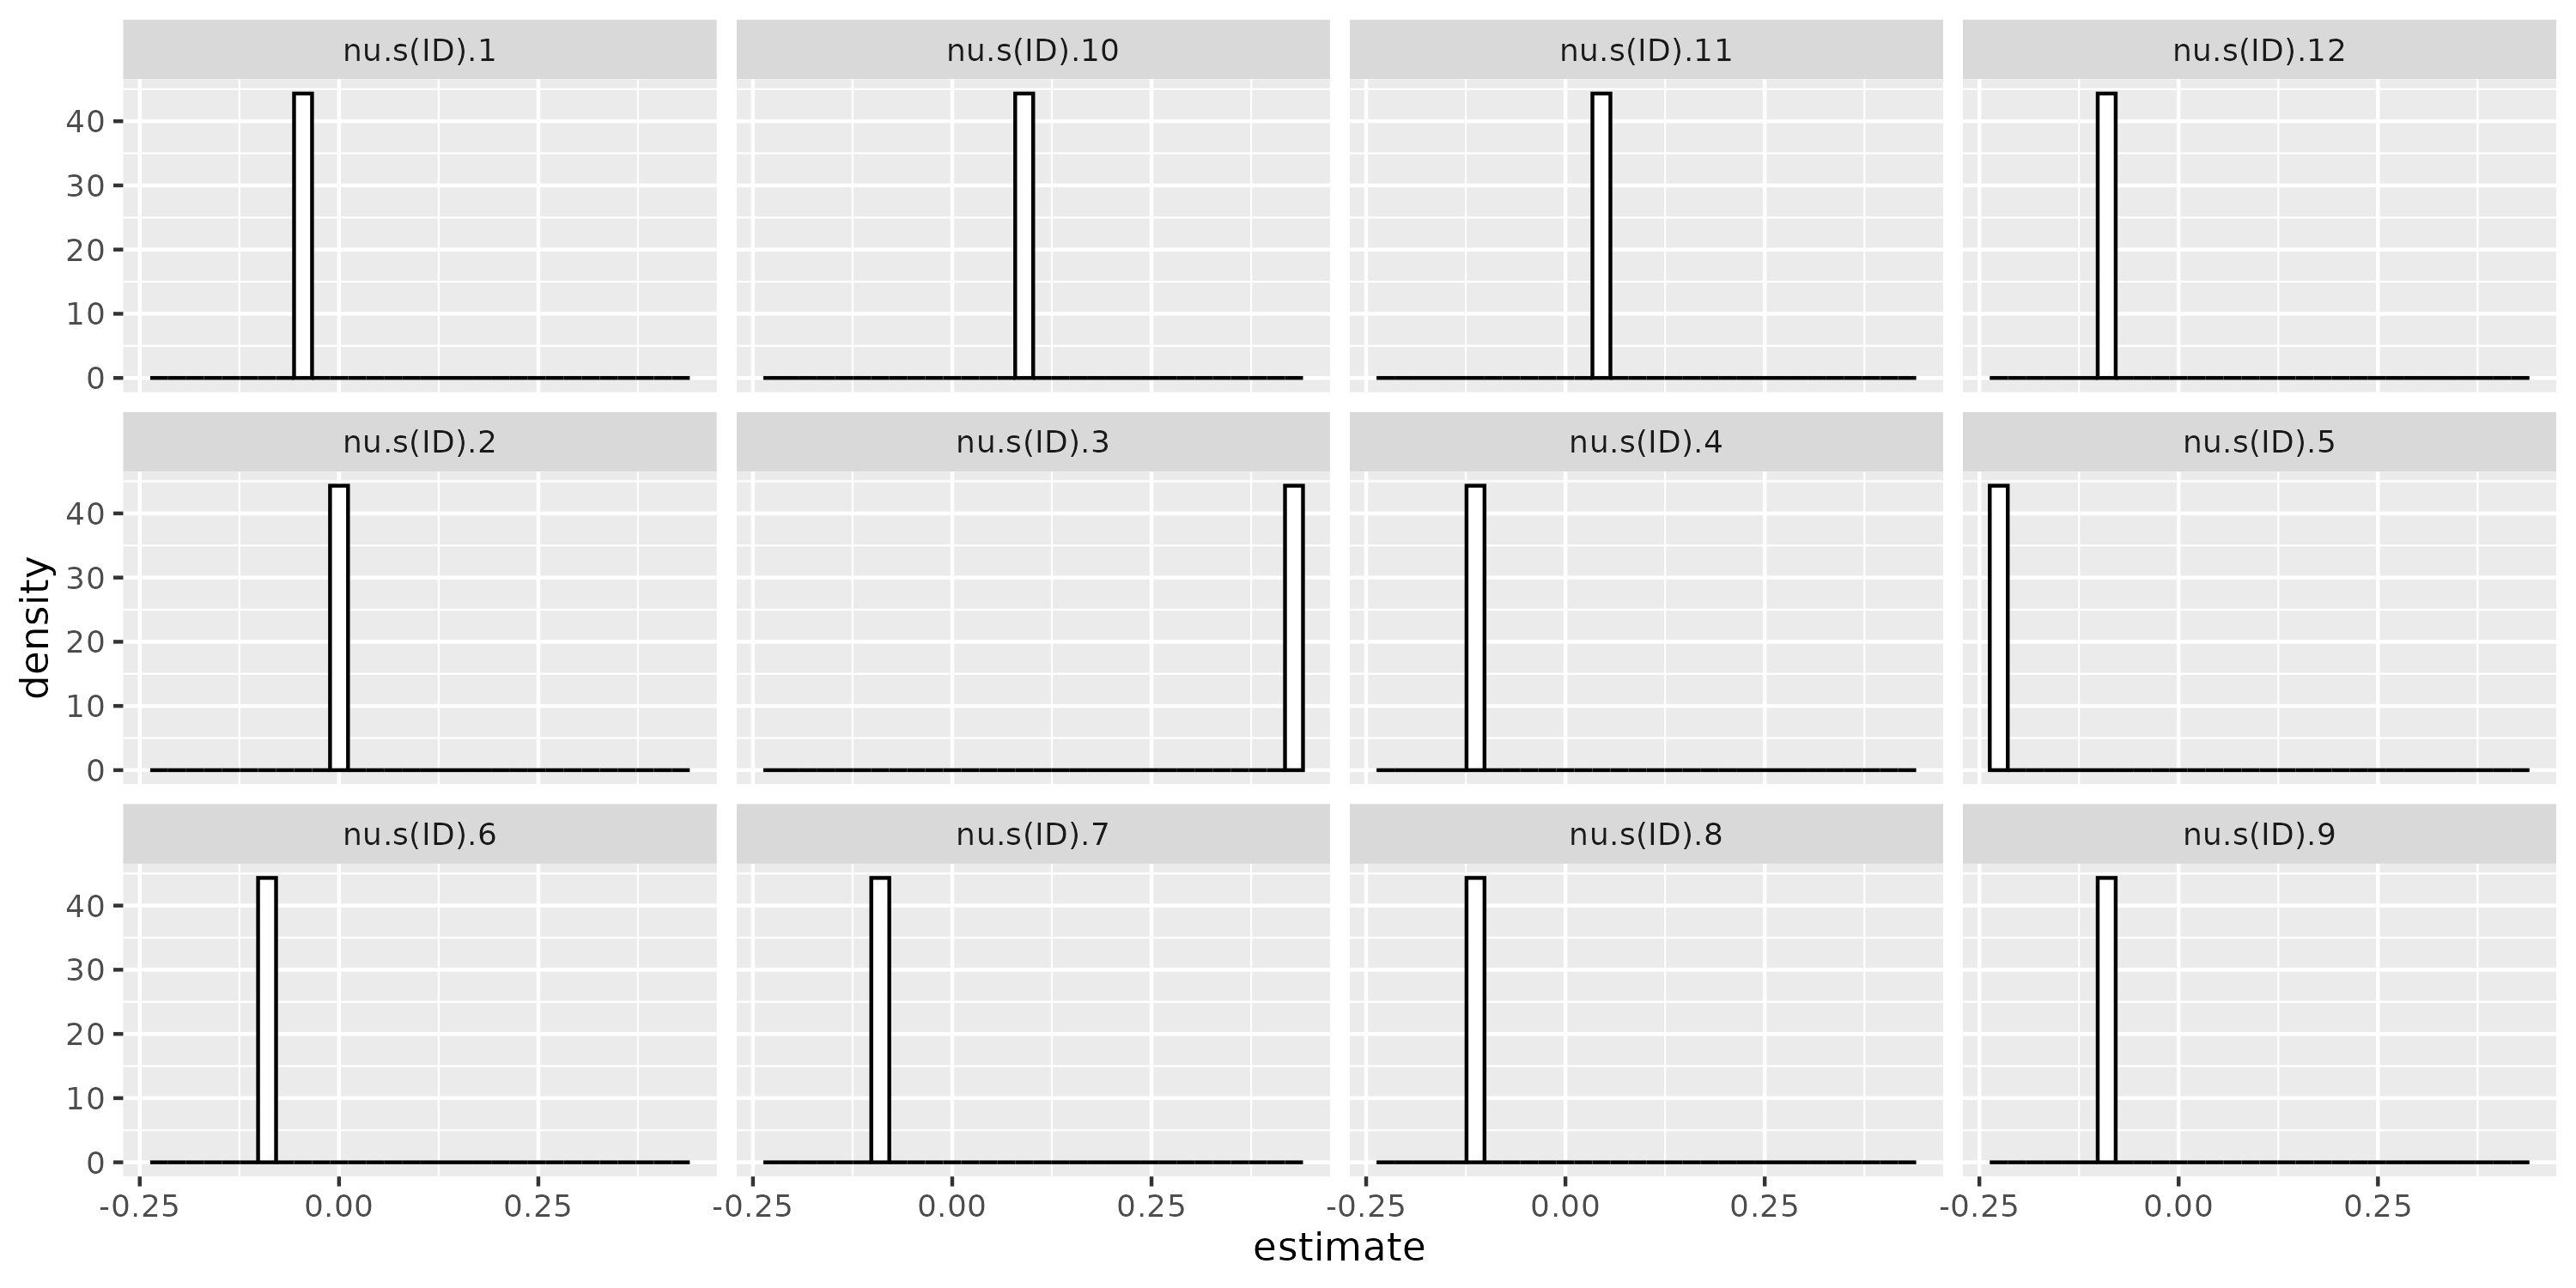 nu.s(ID).1 nu.s(ID).10 nu.s(ID).11 nu.s(ID).12
40
30
20
10
0
nu.s(ID).2 nu.s(ID).3 nu.s(ID).4 nu.s(ID).5
40
30
20
10
0
density
nu.s(ID).6 nu.s(ID).7 nu.s(ID).8 nu.s(ID).9
40
30
20
10
0
-0.25 0.00 0.25 -0.25 0.00 0.25 -0.25 0.00 0.25 -0.25 0.00 0.25
estimate